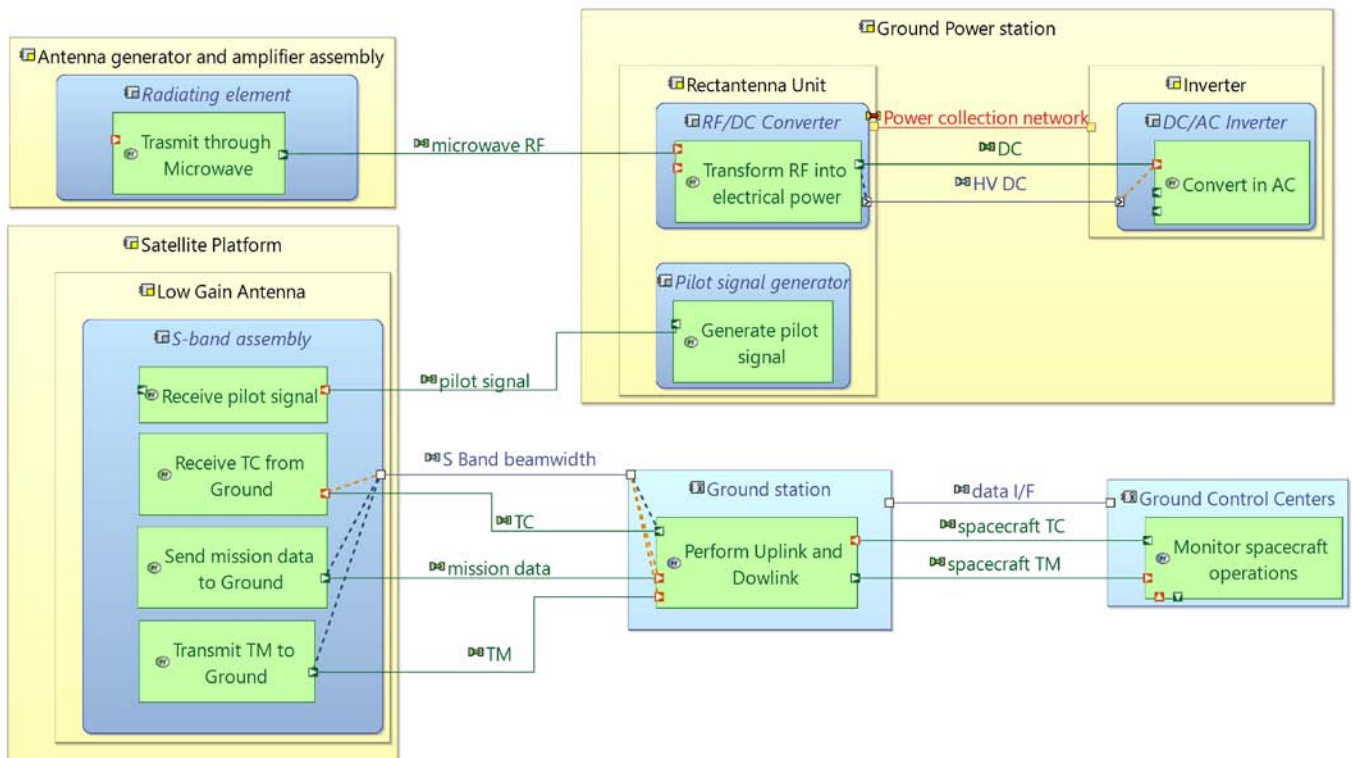 Antenna generator and amplifier assembly
Radiating element
Trasmit through
Microwave
microwave RF
Ground Power station
Rectantenna Unit
RF/DC Converter
Transform RF into
electrical power
Power collection network
DC
HV DC
Inverter
DC/AC Inverter
Convert in AC
Pilot signal generator
Generate pilot
signal
Satellite Platform
Low Gain Antenna
S-band assembly
Receive pilot signal
pilot signal
Receive TC from
Ground
Send mission data
to Ground
Transmit TM to
Ground
S Band beamwidth
TC
mission data
TM
Ground station
Perform Uplink and
Dowlink
data I/F
spacecraft TC
spacecraft TM
Ground Control Centers
Monitor spacecraft
operations